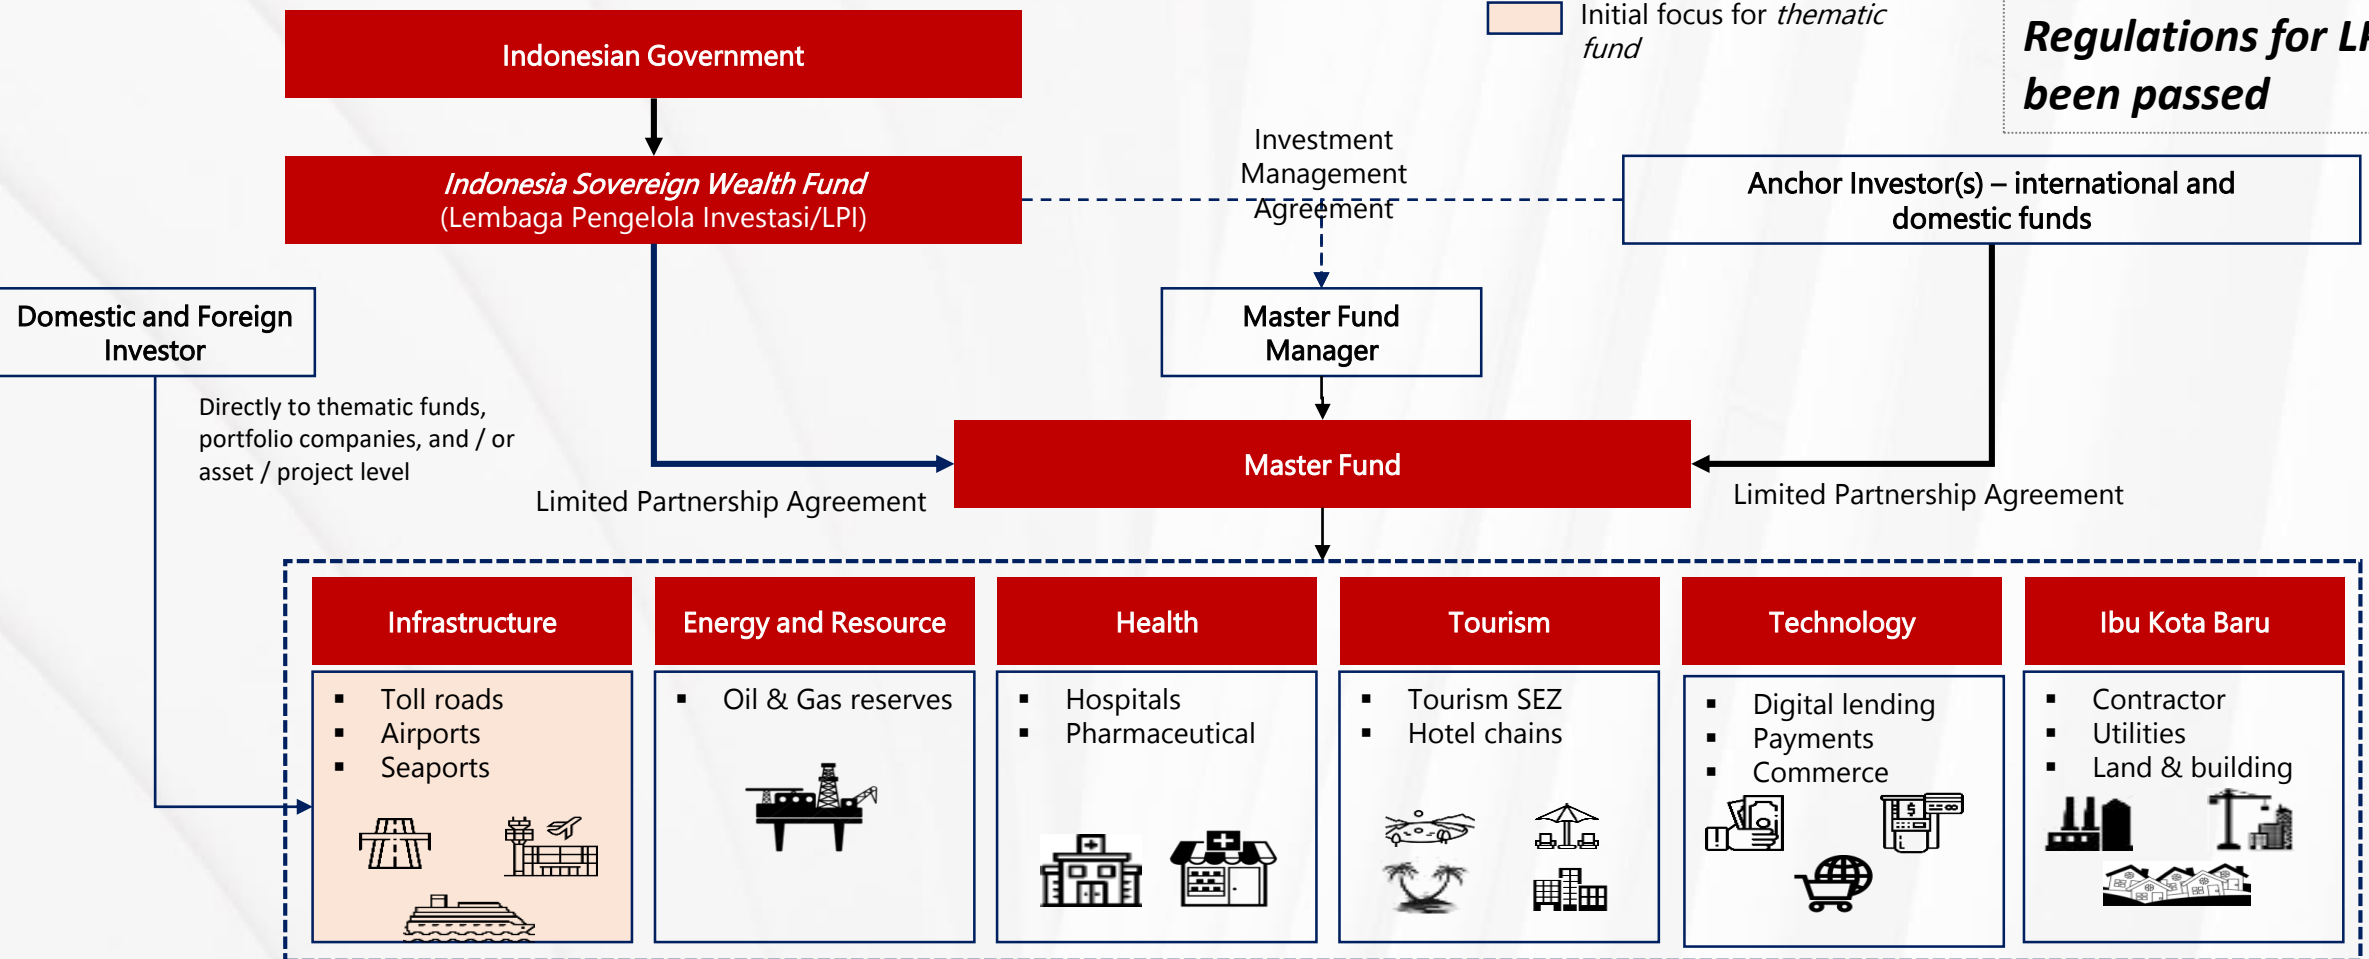 Initial focus for thematic
fund
Regulations for
been passed
Indonesian Government
Indonesia Sovereign Wealth Fund
(Lembaga Pengelola Investasi/LPI)
Investment
Management
Agreement
Anchor Investor(s) – international and
domestic funds
Domestic and Foreign
Investor
Master Fund
Manager
Directly to thematic funds,
portfolio companies, and / or
asset / project level
Master Fund
Limited Partnership Agreement
Limited Partnership Agreement
Infrastructure
▪ Toll roads
▪ Airports
▪ Seaports
Energy and Resource
▪ Oil & Gas reserves
Health
▪ Hospitals
▪ Pharmaceutical
Tourism
▪ Tourism SEZ
▪ Hotel chains
Technology
▪ Digital lending
▪ Payments
▪ Commerce
Ibu Kota Baru
▪ Contractor
▪ Utilities
▪ Land & building